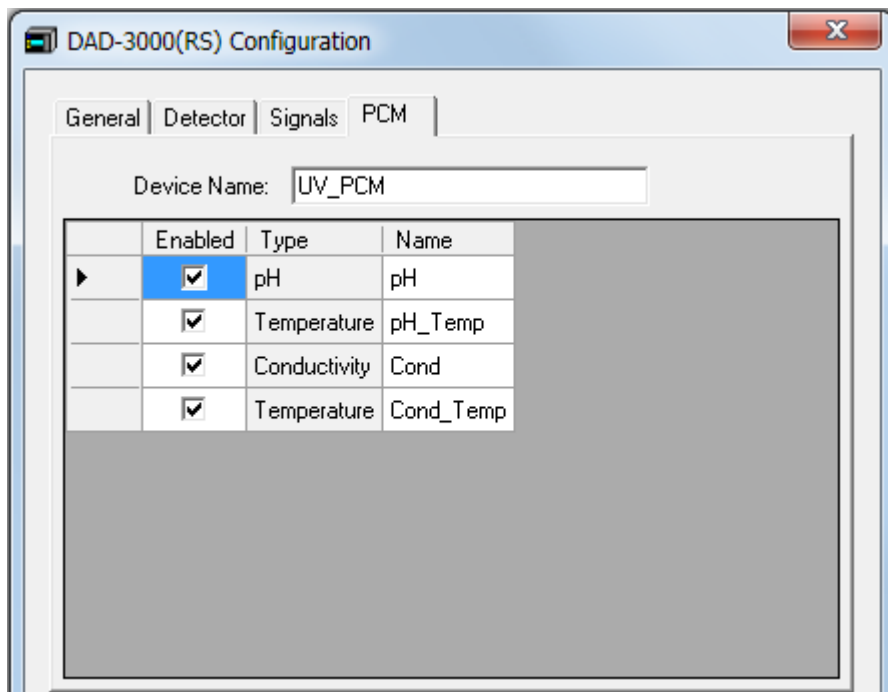 DAD-3000(RS) Configuration
General Detector Signals PCM
Device Name: UV_PCM
Enabled Type Name
pH pH
Temperature pH_Temp
Conductivity Cond
Temperature Cond_Temp